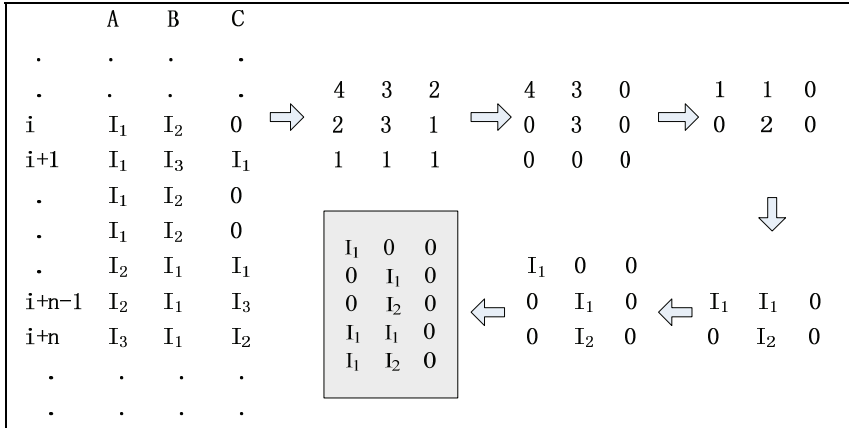 A B C
. . . .
. . . .
i I₁ I₂ 0
i+1 I₁ I₃ I₁
. I₁ I₂ 0
. I₁ I₂ 0
. I₂ I₁ I₁
i+n-1 I₂ I₁ I₃
i+n I₃ I₁ I₂
. . . .
. . . .
4 3 2
2 3 1
1 1 1
4 3 0
0 3 0
0 0 0
1 1 0
0 2 0
I₁ I₁ 0
0 I₂ 0
I₁ 0 0
0 I₁ 0
0 I₂ 0
I₁ 0 0
0 I₁ 0
0 I₂ 0
I₁ I₁ 0
I₁ I₂ 0